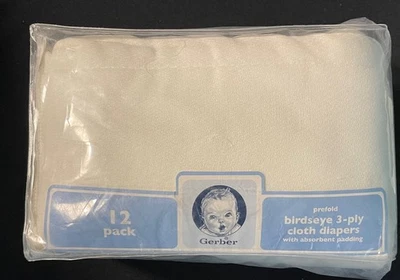 12
pack
Gerber
prefold
birdseye 3-ply
cloth diapers
with absorbent padding